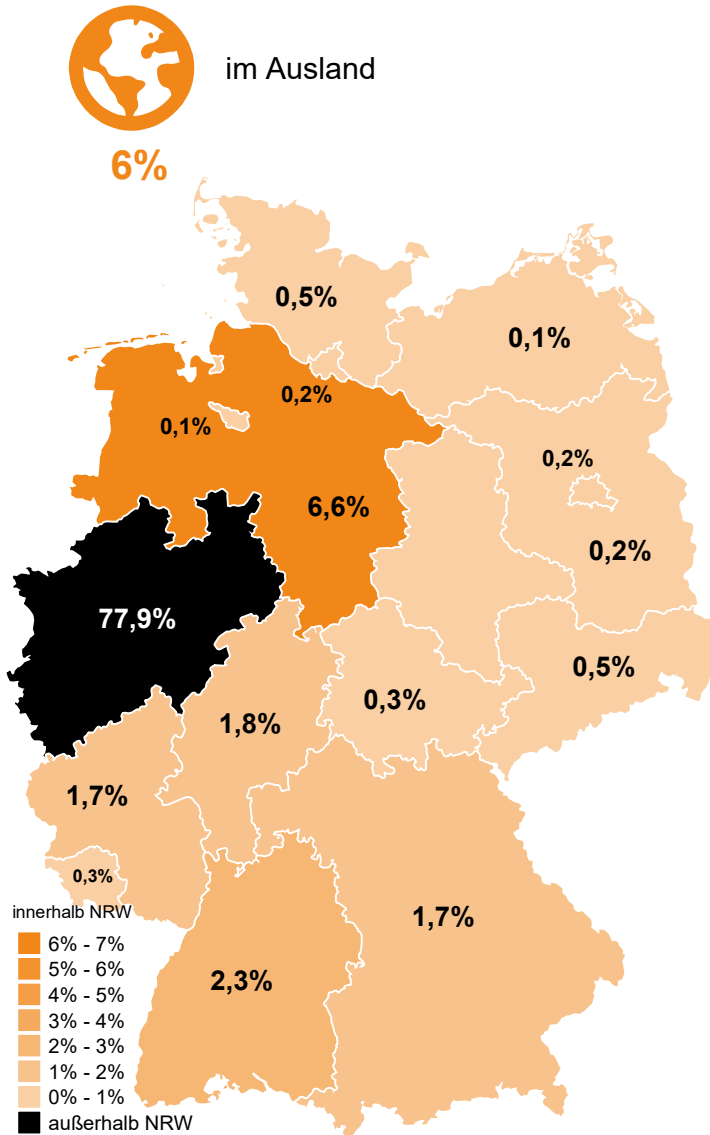 im Ausland
6%
0,5%
0,1%
0,2%
0,1%
0,2%
6,6%
0,2%
77,9%
0,5%
0,3%
1,8%
1,7%
0,3%
1,7%
2,3%
innerhalb NRW
6% - 7%
5% - 6%
4% - 5%
3% - 4%
2% - 3%
1% - 2%
0% - 1%
außerhalb NRW